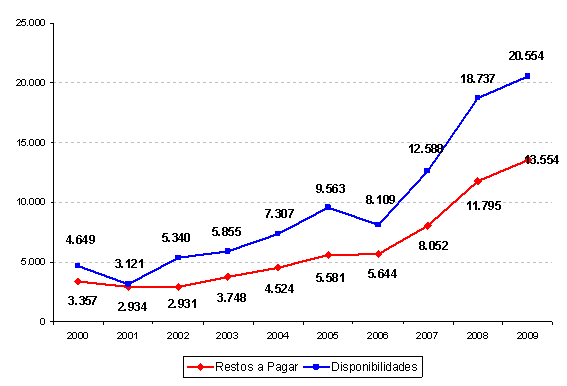 25.000
20.000
15.000
10.000
5.000
0
4.649 3.121 5.340 5.855 7.307 9.563 8.109 12.588 18.737 20.554
3.357 2.934 2.931 3.748 4.524 5.581 5.644 8.052 11.795 13.554
2000 2001 2002 2003 2004 2005 2006 2007 2008 2009
Restos a Pagar Disponibilidades